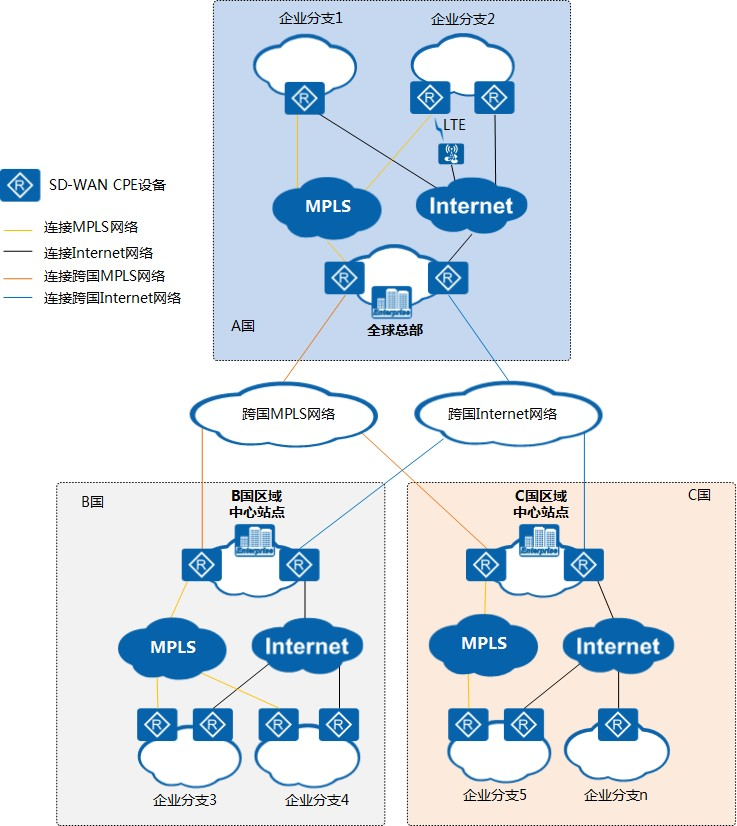 企业分支1
企业分支2
R
R
R
LTE
SD-WAN CPE设备
R
MPLS
Internet
连接MPLS网络
连接Internet网络
连接跨国MPLS网络
连接跨国Internet网络
R
R
Enterprise
A国
全球总部
跨国MPLS网络
跨国Internet网络
B国
B国区域
中心站点
C国区域
中心站点
C国
Enterprise
Enterprise
R
R
R
R
MPLS
Internet
MPLS
Internet
R
R
R
R
R
R
R
企业分支3
企业分支4
企业分支5
企业分支n